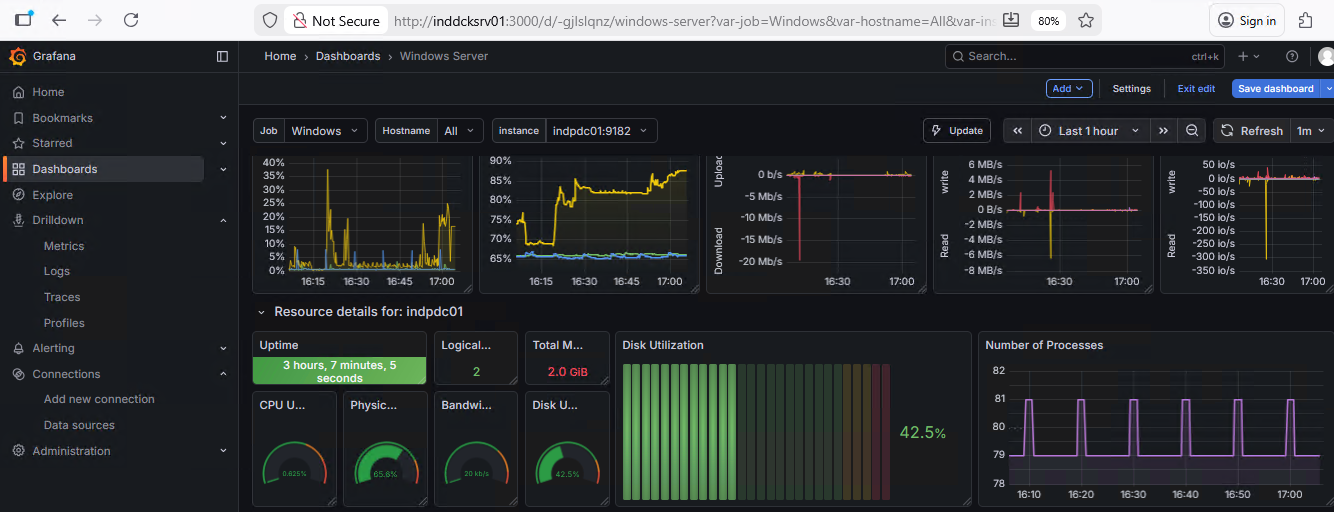 Not Secure http://inddcksrv01:3000/d/-gjlslqnz/windows-server?var-job=Windows&var-hostname=All&var-ins 80% Sign in
Grafana
Home > Dashboards > Windows Server
Search... ctrl+k
Add
Settings
Exit edit
Save dashboard
Home
Bookmarks
Starred
Dashboards
Explore
Drilldown
Metrics
Logs
Traces
Profiles
Alerting
Connections
Add new connection
Data sources
Administration
Job Windows
Hostname All
instance indpdc01:9182
Update
Last 1 hour
Refresh 1m
40%
35%
30%
25%
20%
15%
10%
5%
0%
16:15 16:30 16:45 17:00
90%
85%
80%
75%
70%
65%
16:15 16:30 16:45 17:00
Upload
Download
0 b/s
-5 Mb/s
-10 Mb/s
-15 Mb/s
-20 Mb/s
16:30 17:00
write
Read
6 MB/s
4 MB/s
2 MB/s
0 B/s
-2 MB/s
-4 MB/s
-6 MB/s
-8 MB/s
16:30 17:00
write
Read
50 io/s
0 io/s
-50 io/s
-100 io/s
-150 io/s
-200 io/s
-250 io/s
-300 io/s
-350 io/s
16:30 17:00
Resource details for: indpdc01
Uptime
3 hours, 7 minutes, 5
seconds
Logical...
2
Total M...
2.0 GiB
CPU U...
0.625%
Physic...
65.6%
Bandwi...
20 kb/s
Disk U...
42.5%
Disk Utilization
42.5%
Number of Processes
82
81
80
79
78
16:10 16:20 16:30 16:40 16:50 17:00